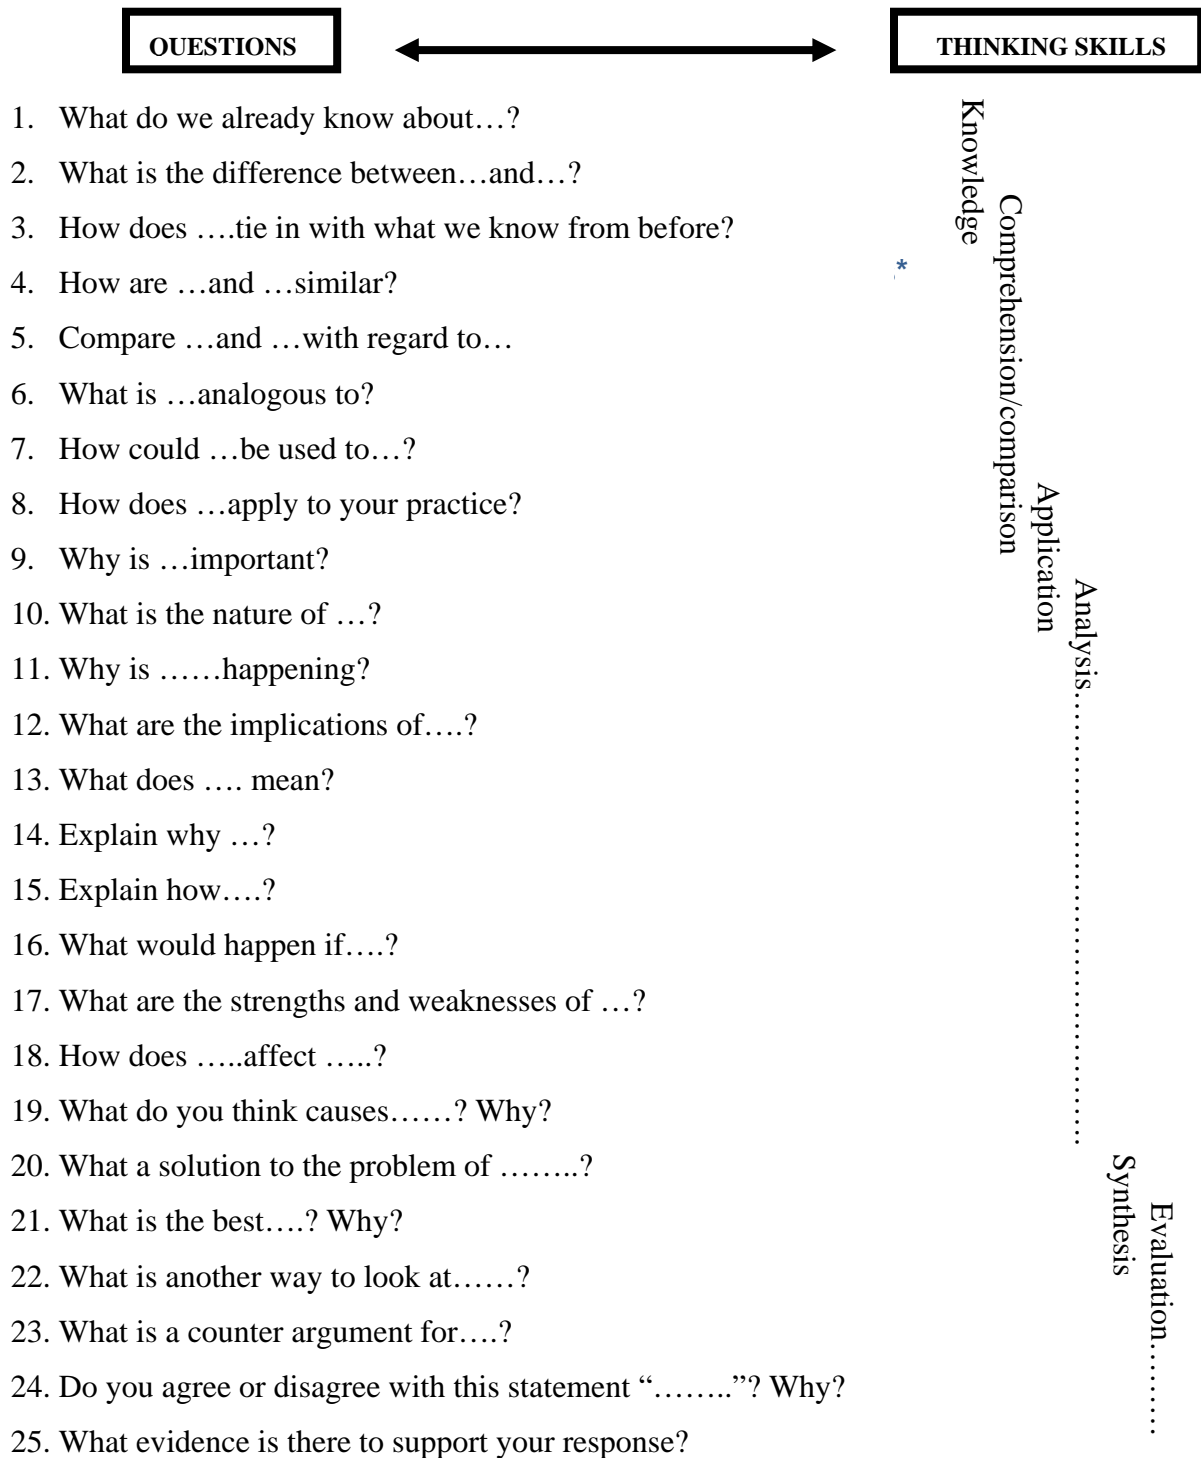 OUESTIONS THINKING SKILLS
1. What do we already know about…?
2. What is the difference between…and…?
3. How does ….tie in with what we know from before?
4. How are …and …similar?
5. Compare …and …with regard to…
6. What is …analogous to?
7. How could …be used to…?
8. How does …apply to your practice?
9. Why is …important?
10. What is the nature of …?
11. Why is ……happening?
12. What are the implications of….?
13. What does …. mean?
14. Explain why …?
15. Explain how….?
16. What would happen if….?
17. What are the strengths and weaknesses of …?
18. How does …..affect …..?
19. What do you think causes……? Why?
20. What a solution to the problem of ……..?
21. What is the best….? Why?
22. What is another way to look at……?
23. What is a counter argument for….?
24. Do you agree or disagree with this statement “……..”? Why?
25. What evidence is there to support your response?
*
Knowledge
Comprehension/comparison
Application
Analysis……………………………………
Synthesis
Evaluation………